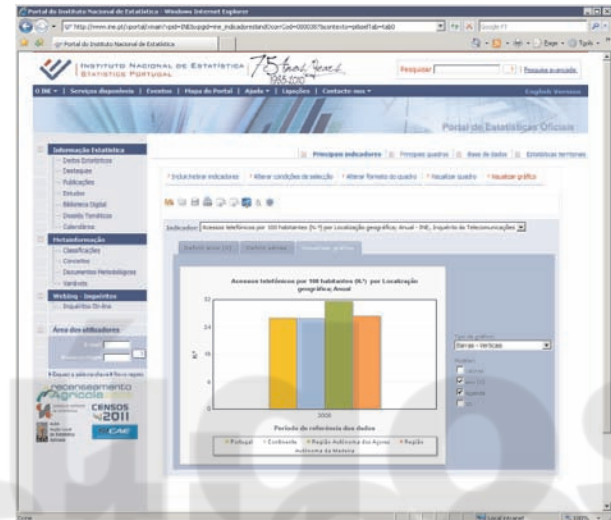 Portal do Instituto Nacional de Estatística - Windows Internet Explorer
Portal do Instituto Nacional de Estatística
INSTITUTO NACIONAL DE ESTATÍSTICA
STATISTICS PORTUGAL
75 Anos
1935-2010
Pesquisar
Pesquisa avançada
O INE
Serviços disponíveis
Eventos
Mapa do Portal
Ajuda
Ligações
Contacte-nos
English Version
Portal de Estatísticas Oficiais
Informação Estatística
Dados Estatísticos
Destaques
Publicações
Estudos
Biblioteca Digital
Dossiês Temáticos
Calendário
Metainformação
Classificações
Conceitos
Documentos Metodológicos
Variáveis
Webinq - Inquéritos
Inquéritos On-line
Área dos utilizadores
Principais indicadores
Principais quadros
Base de dados
Estatísticas territoriais
Incluir/retirar indicadores
Alterar condições de selecção
Alterar formato do quadro
Visualizar quadro
Visualizar gráfico
Indicador: Acessos telefónicos por 100 habitantes (N.º) por Localização geográfica; Anual - INE, Inquérito às Telecomunicações
Visualizar gráfico
Acessos telefónicos por 100 habitantes (N.º) por Localização
geográfica; Anual
32
24
16
8
0
N.º
Período de referência dos dados
Portugal
Continente
Região Autónoma dos Açores
Região
Autónoma da Madeira
Tipo de gráfico:
Barras - Verticais
recenseamento
Agrícola
CENSOS
2011
CAE
Local intranet
100%